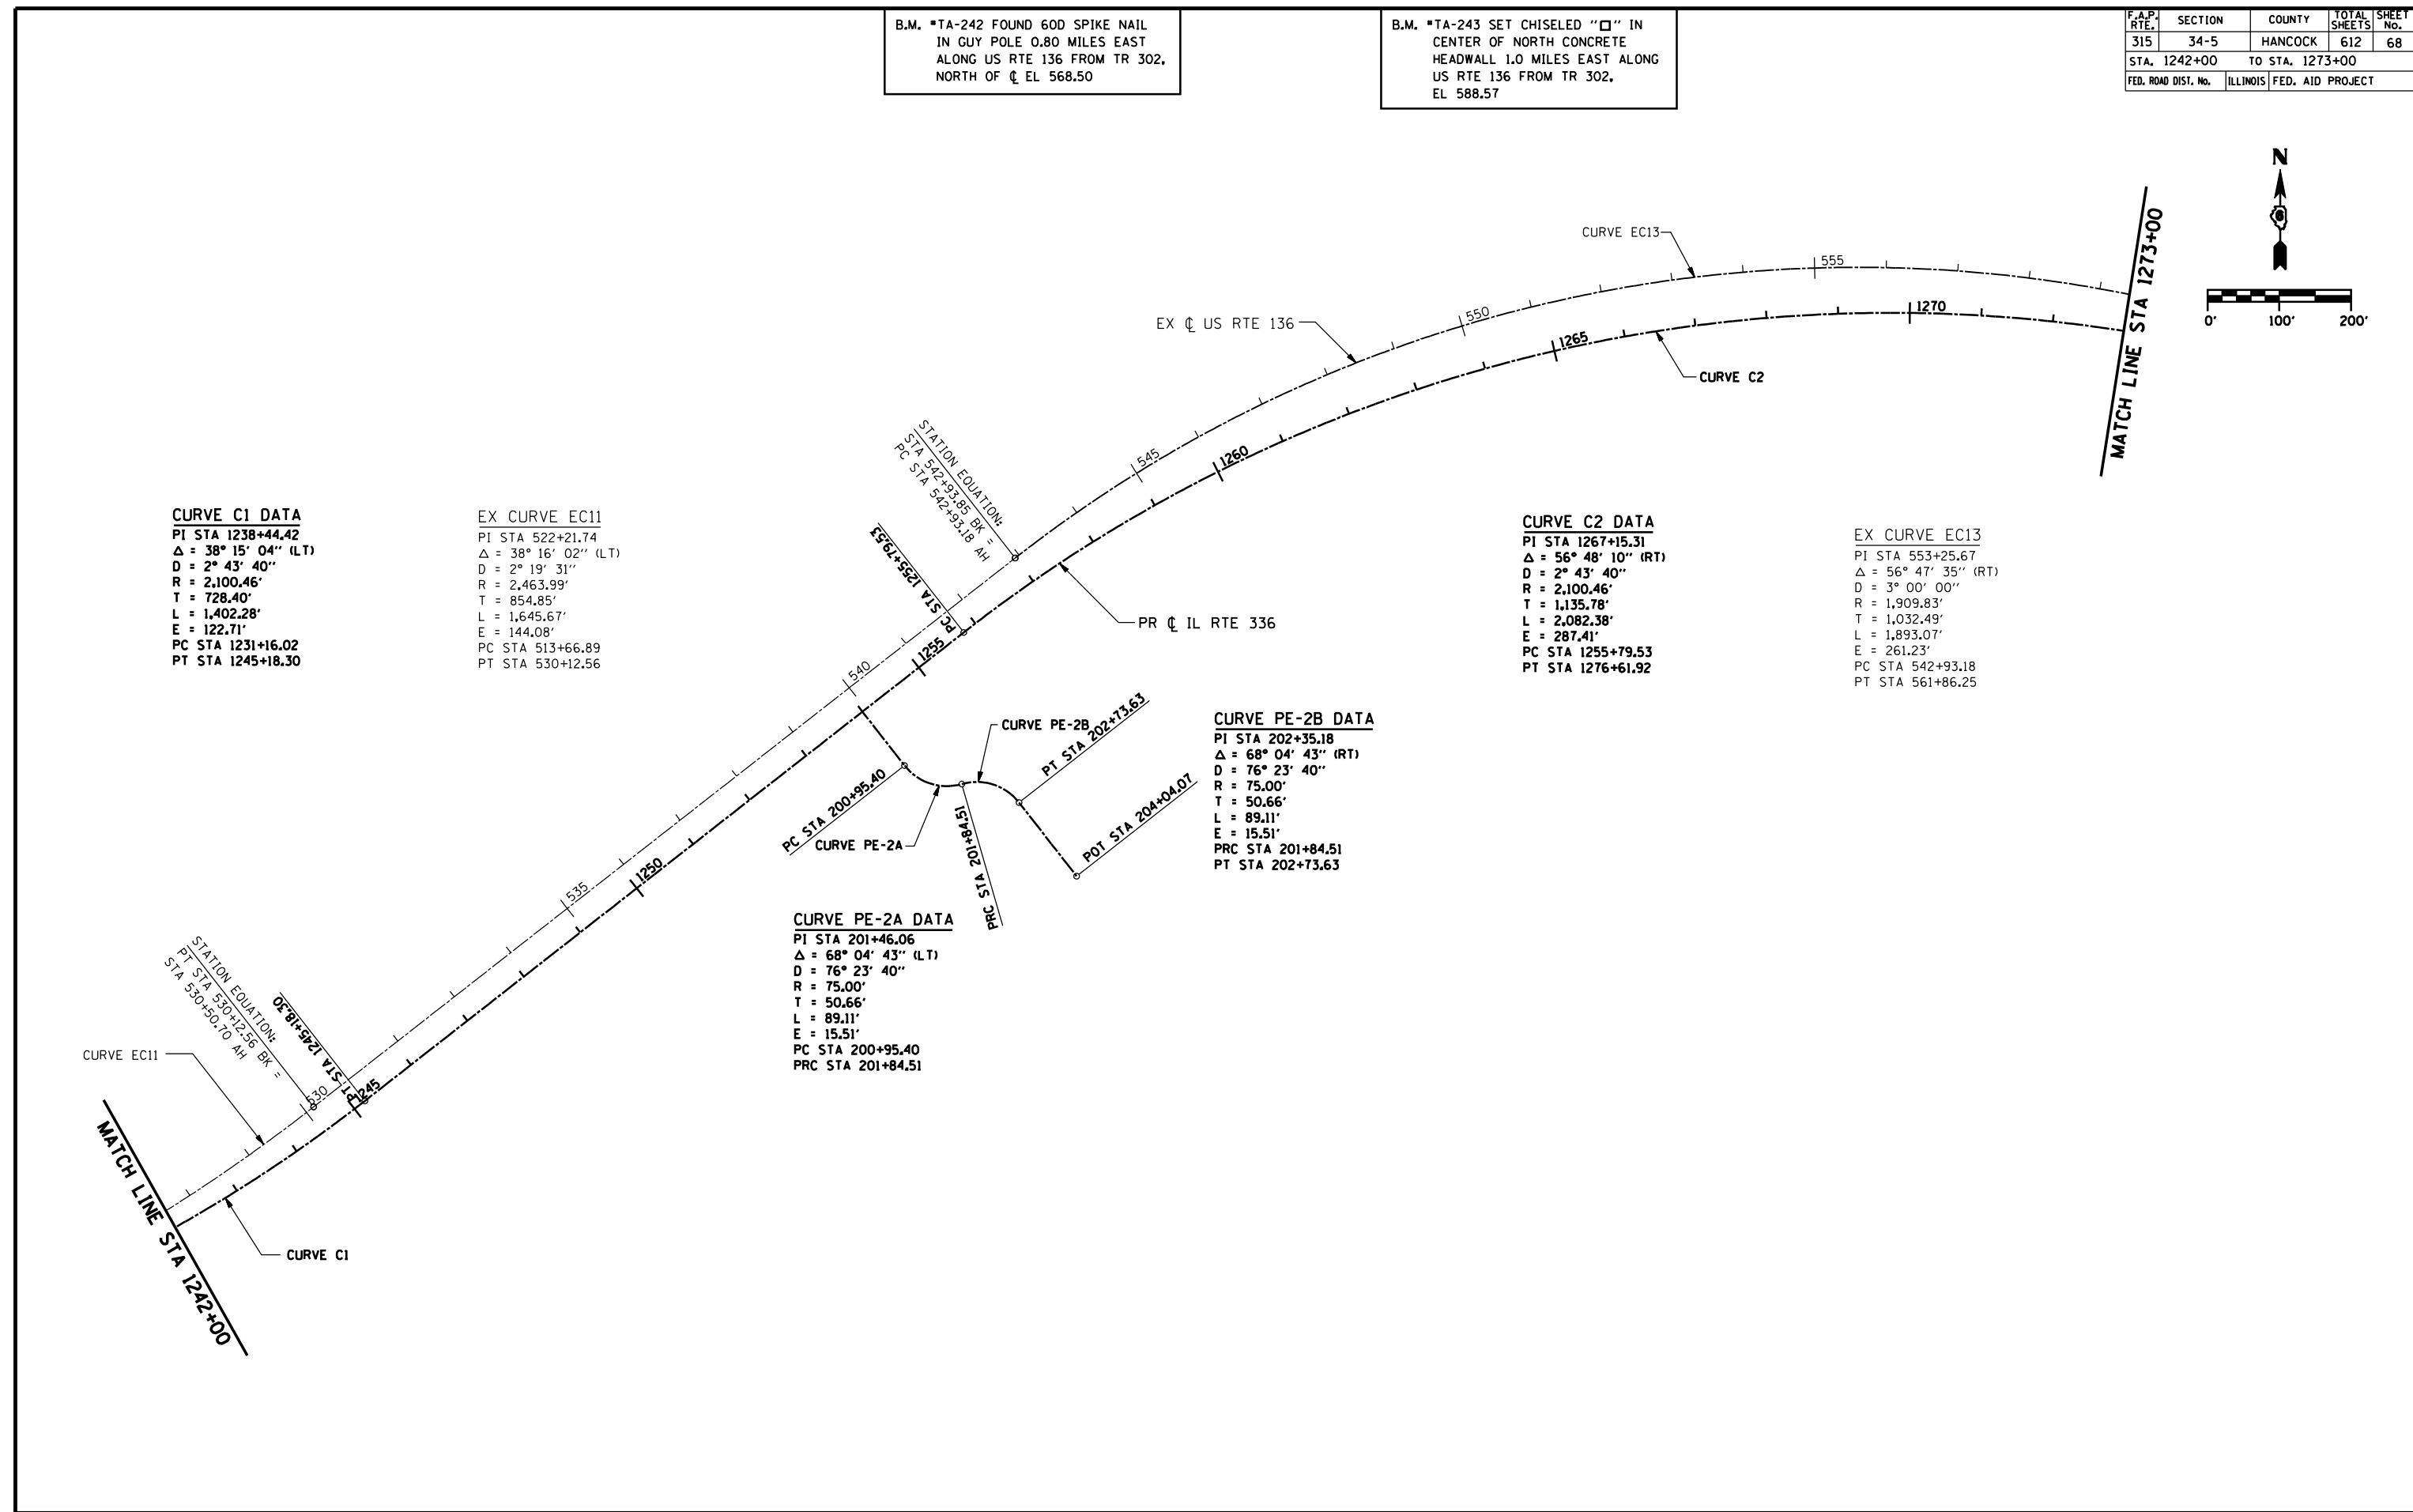 B.M. #TA-242 FOUND 60D SPIKE NAIL
IN GUY POLE 0.80 MILES EAST
ALONG US RTE 136 FROM TR 302,
NORTH OF ℄ EL 568.50
B.M. #TA-243 SET CHISELED "□" IN
CENTER OF NORTH CONCRETE
HEADWALL 1.0 MILES EAST ALONG
US RTE 136 FROM TR 302,
EL 588.57
F.A.P. RTE. SECTION COUNTY TOTAL SHEETS SHEET No.
315 34-5 HANCOCK 612 68
STA. 1242+00 TO STA. 1273+00
FED. ROAD DIST. No. ILLINOIS FED. AID PROJECT
N
0' 100' 200'
MATCH LINE STA 1273+00
CURVE EC13
555
1270
EX ℄ US RTE 136
550
1265
CURVE C2
545
1260
STATION EQUATION:
STA 542+93.85 BK =
PC STA 542+93.18 AH
PC STA 1255+79.53
PR ℄ IL RTE 336
1255
540
CURVE C1 DATA
PI STA 1238+44.42
Δ = 38° 15' 04" (LT)
D = 2° 43' 40"
R = 2,100.46'
T = 728.40'
L = 1,402.28'
E = 122.71'
PC STA 1231+16.02
PT STA 1245+18.30
EX CURVE EC11
PI STA 522+21.74
Δ = 38° 16' 02" (LT)
D = 2° 19' 31"
R = 2,463.99'
T = 854.85'
L = 1,645.67'
E = 144.08'
PC STA 513+66.89
PT STA 530+12.56
CURVE C2 DATA
PI STA 1267+15.31
Δ = 56° 48' 10" (RT)
D = 2° 43' 40"
R = 2,100.46'
T = 1,135.78'
L = 2,082.38'
E = 287.41'
PC STA 1255+79.53
PT STA 1276+61.92
EX CURVE EC13
PI STA 553+25.67
Δ = 56° 47' 35" (RT)
D = 3° 00' 00"
R = 1,909.83'
T = 1,032.49'
L = 1,893.07'
E = 261.23'
PC STA 542+93.18
PT STA 561+86.25
CURVE PE-2B
PT STA 202+73.63
PC STA 200+95.40
CURVE PE-2A
PRC STA 201+84.51
POT STA 204+04.07
CURVE PE-2B DATA
PI STA 202+35.18
Δ = 68° 04' 43" (RT)
D = 76° 23' 40"
R = 75.00'
T = 50.66'
L = 89.11'
E = 15.51'
PRC STA 201+84.51
PT STA 202+73.63
1250
535
CURVE PE-2A DATA
PI STA 201+46.06
Δ = 68° 04' 43" (LT)
D = 76° 23' 40"
R = 75.00'
T = 50.66'
L = 89.11'
E = 15.51'
PC STA 200+95.40
PRC STA 201+84.51
STATION EQUATION:
PT STA 530+12.56 BK =
STA 530+50.70 AH
PT STA 1245+18.30
CURVE EC11
530
1245
MATCH LINE STA 1242+00
CURVE C1